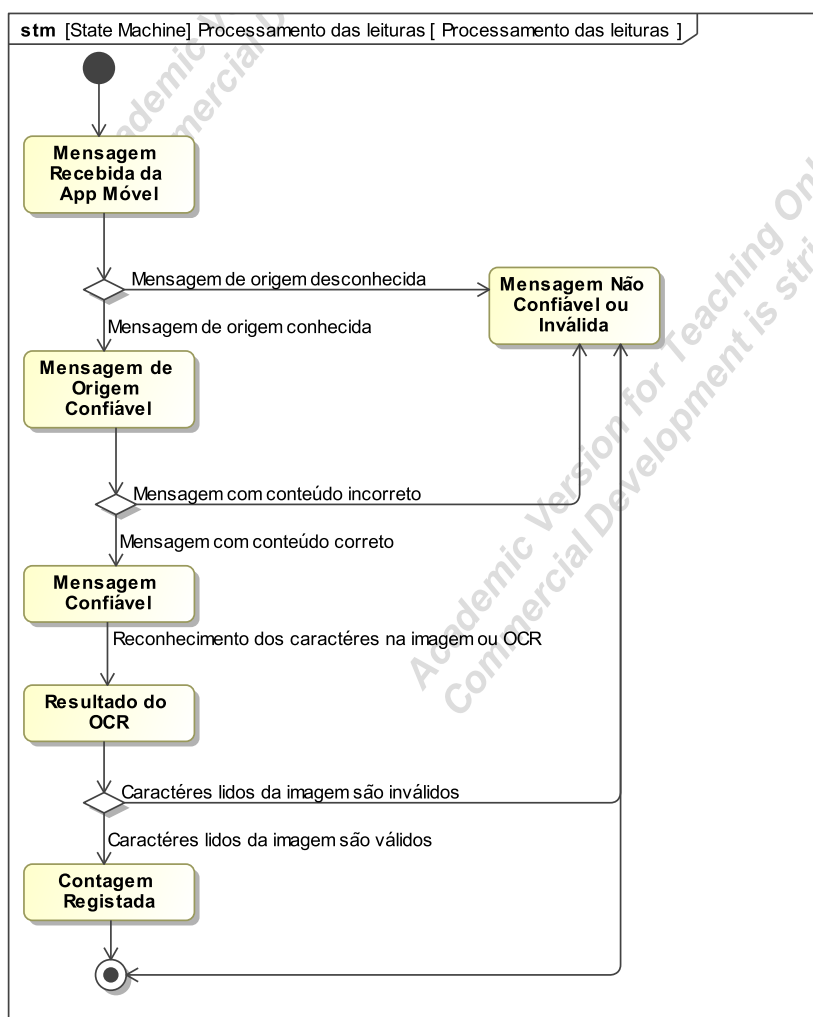 stm [State Machine] Processamento das leituras [ Processamento das leituras ]
Mensagem
Recebida da
App Móvel
Mensagem de origem desconhecida
Mensagem Não
Confiável ou
Inválida
Mensagem de origem conhecida
Mensagem de
Origem
Confiável
Mensagem com conteúdo incorreto
Mensagem com conteúdo correto
Mensagem
Confiável
Reconhecimento dos caractéres na imagem ou OCR
Resultado do
OCR
Caractéres lidos da imagem são inválidos
Caractéres lidos da imagem são válidos
Contagem
Registada
Academic Version for Teaching Onl
Commercial Development is stri